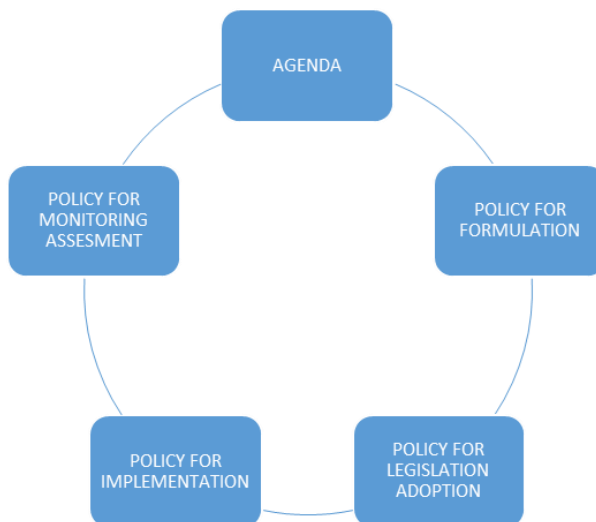 AGENDA
POLICY FOR
FORMULATION
POLICY FOR
LEGISLATION
ADOPTION
POLICY FOR
IMPLEMENTATION
POLICY FOR
MONITORING
ASSESMENT